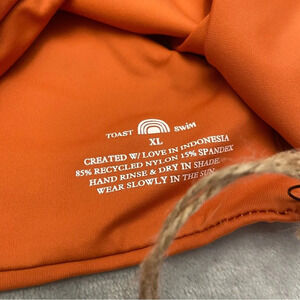 TOAST SWIM
XL
CREATED W/ LOVE IN INDONESIA
85% RECYCLED NYLON 15% SPANDEX
HAND RINSE & DRY IN SHADE
WEAR SLOWLY IN THE SUN